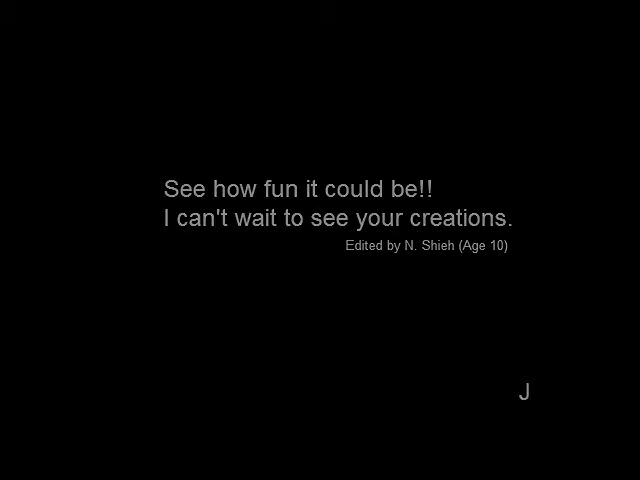 See how fun it could be!!
I can't wait to see your creations.
Edited by N. Shieh (Age 10)
J